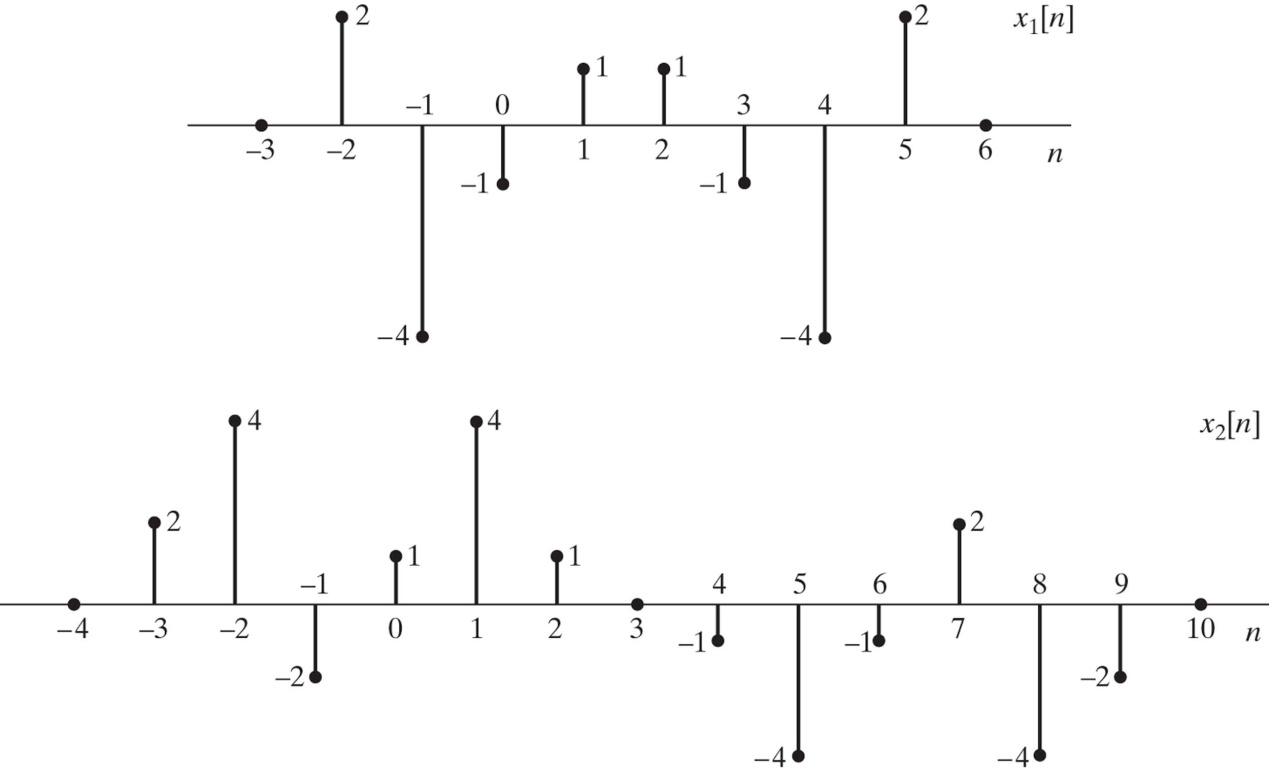 2 x₁[n] 2
1 1
–1 0 3 4
–3 –2 1 2 5 6 n
–1 –1
–4 –4
4 4 x₂[n]
2 2
1 1
–1 4 5 6 8 9
–4 –3 –2 0 1 2 3 7 10 n
–1 –1
–2 –2
–4 –4